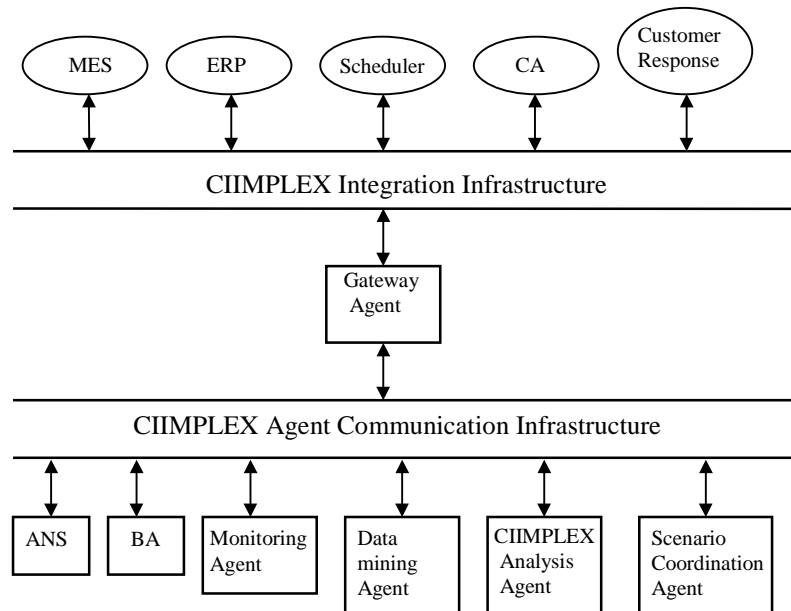 MES
ERP
Scheduler
CA
Customer
Response
CIIMPLEX Integration Infrastructure
Gateway
Agent
CIIMPLEX Agent Communication Infrastructure
ANS
BA
Monitoring
Agent
Data
mining
Agent
CIIMPLEX
Analysis
Agent
Scenario
Coordination
Agent